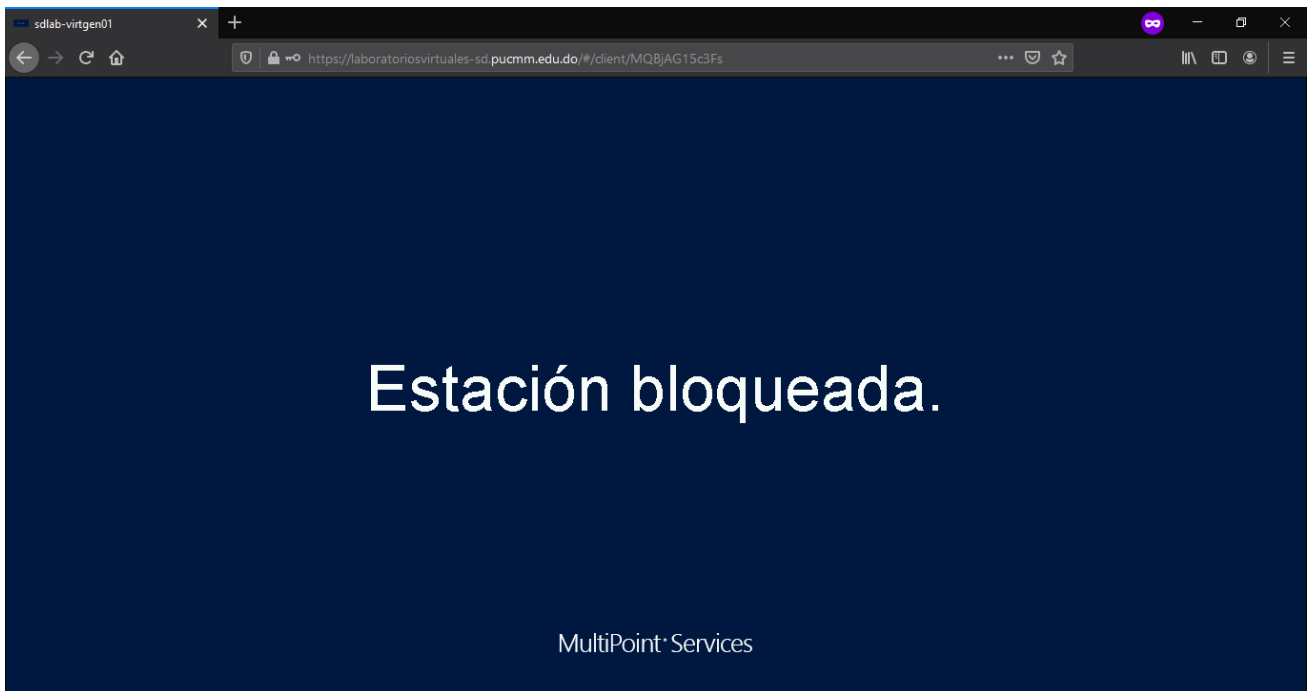 sdlab-virtgen01
https://laboratoriosvirtuales-sd.pucmm.edu.do/#/client/MQBjAG15c3Fs
Estación bloqueada.
MultiPoint Services